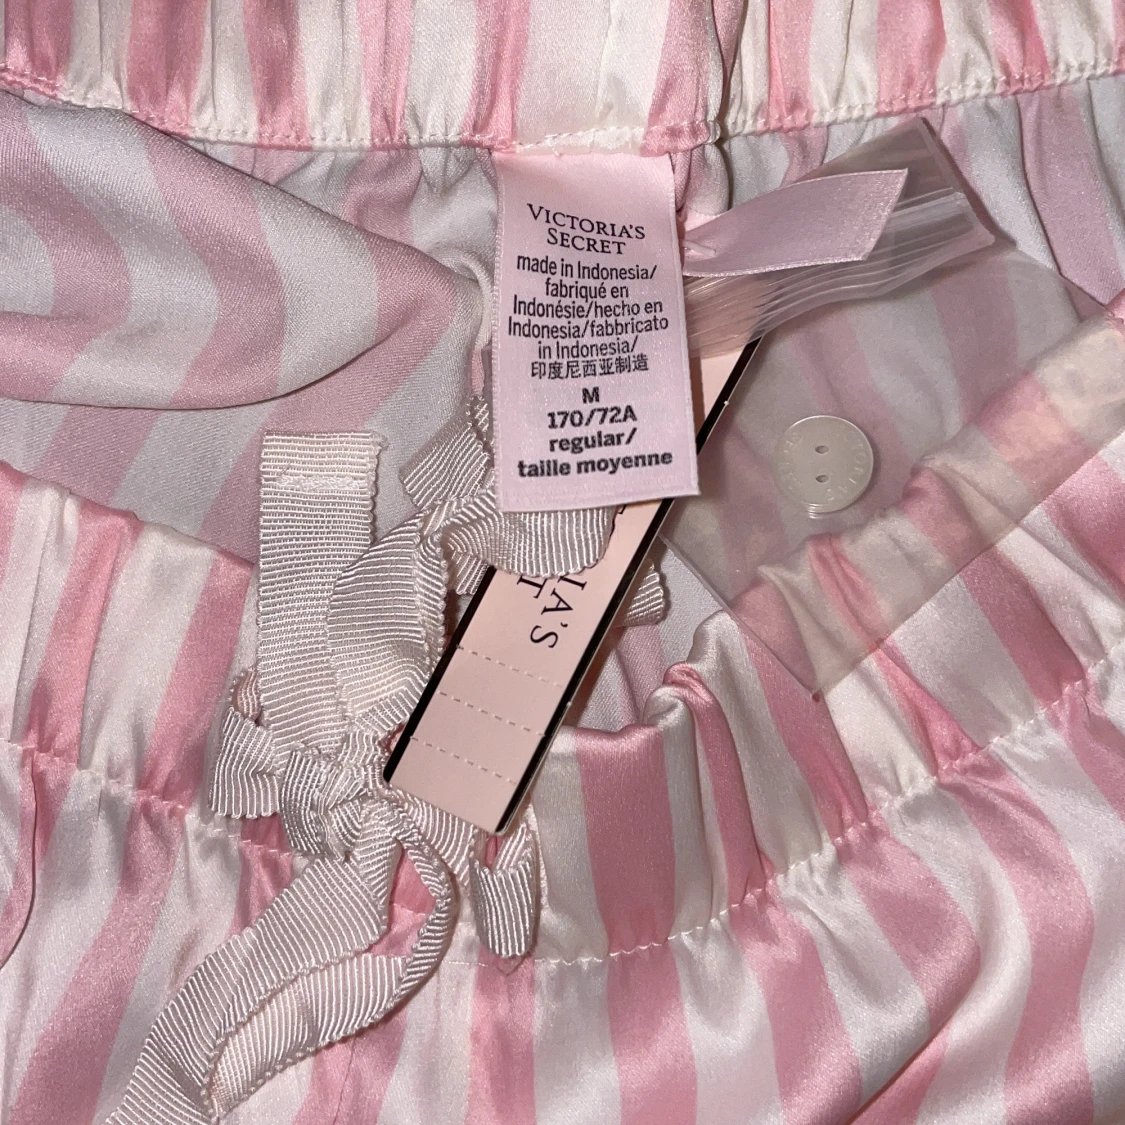 VICTORIA'S
SECRET
made in Indonesia/
fabriqué en
Indonésie/hecho en
Indonesia/fabbricato
in Indonesia/
印度尼西亚制造
M
170/72A
regular/
taille moyenne
IA'S
T